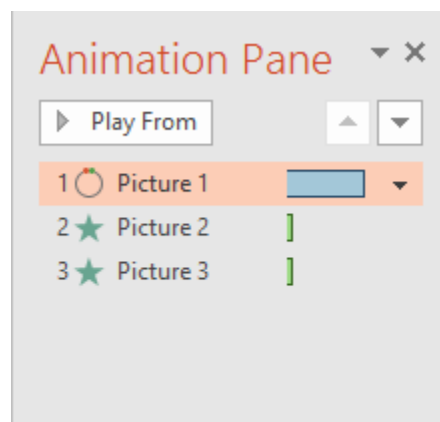 Animation Pane
Play From
1 Picture 1
2 Picture 2
3 Picture 3